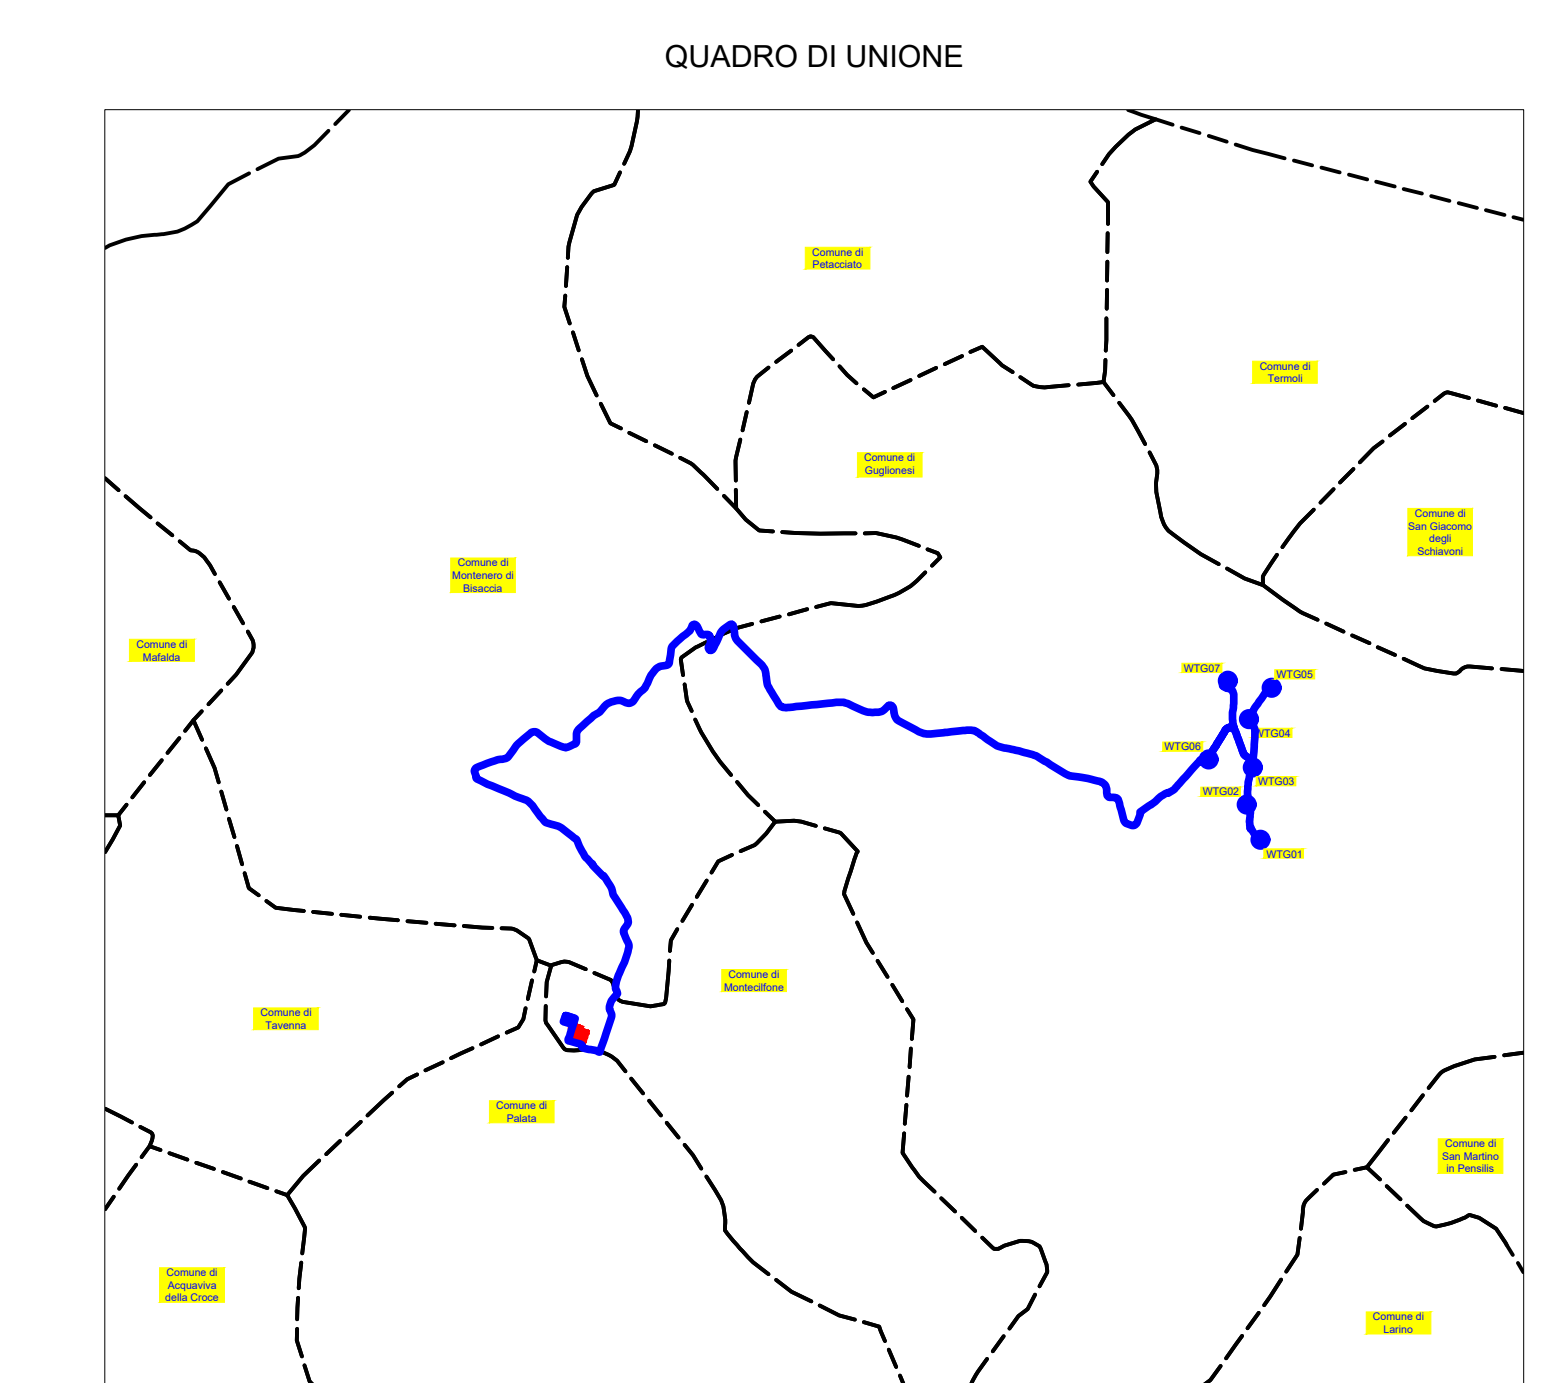 QUADRO DI UNIONE
Comune di
Petacciato
Comune di
Termoli
Comune di
Guglionesi
Comune di
San Giacomo
degli
Schiavoni
Comune di
Montenero di
Bisaccia
Comune di
Mafalda
WTG07
WTG05
WTG04
WTG06
WTG03
WTG02
WTG01
Comune di
Montecilfone
Comune di
Tavenna
Comune di
Palata
Comune di
San Martino
in Pensilis
Comune di
Acquaviva
della Croce
Comune di
Larino